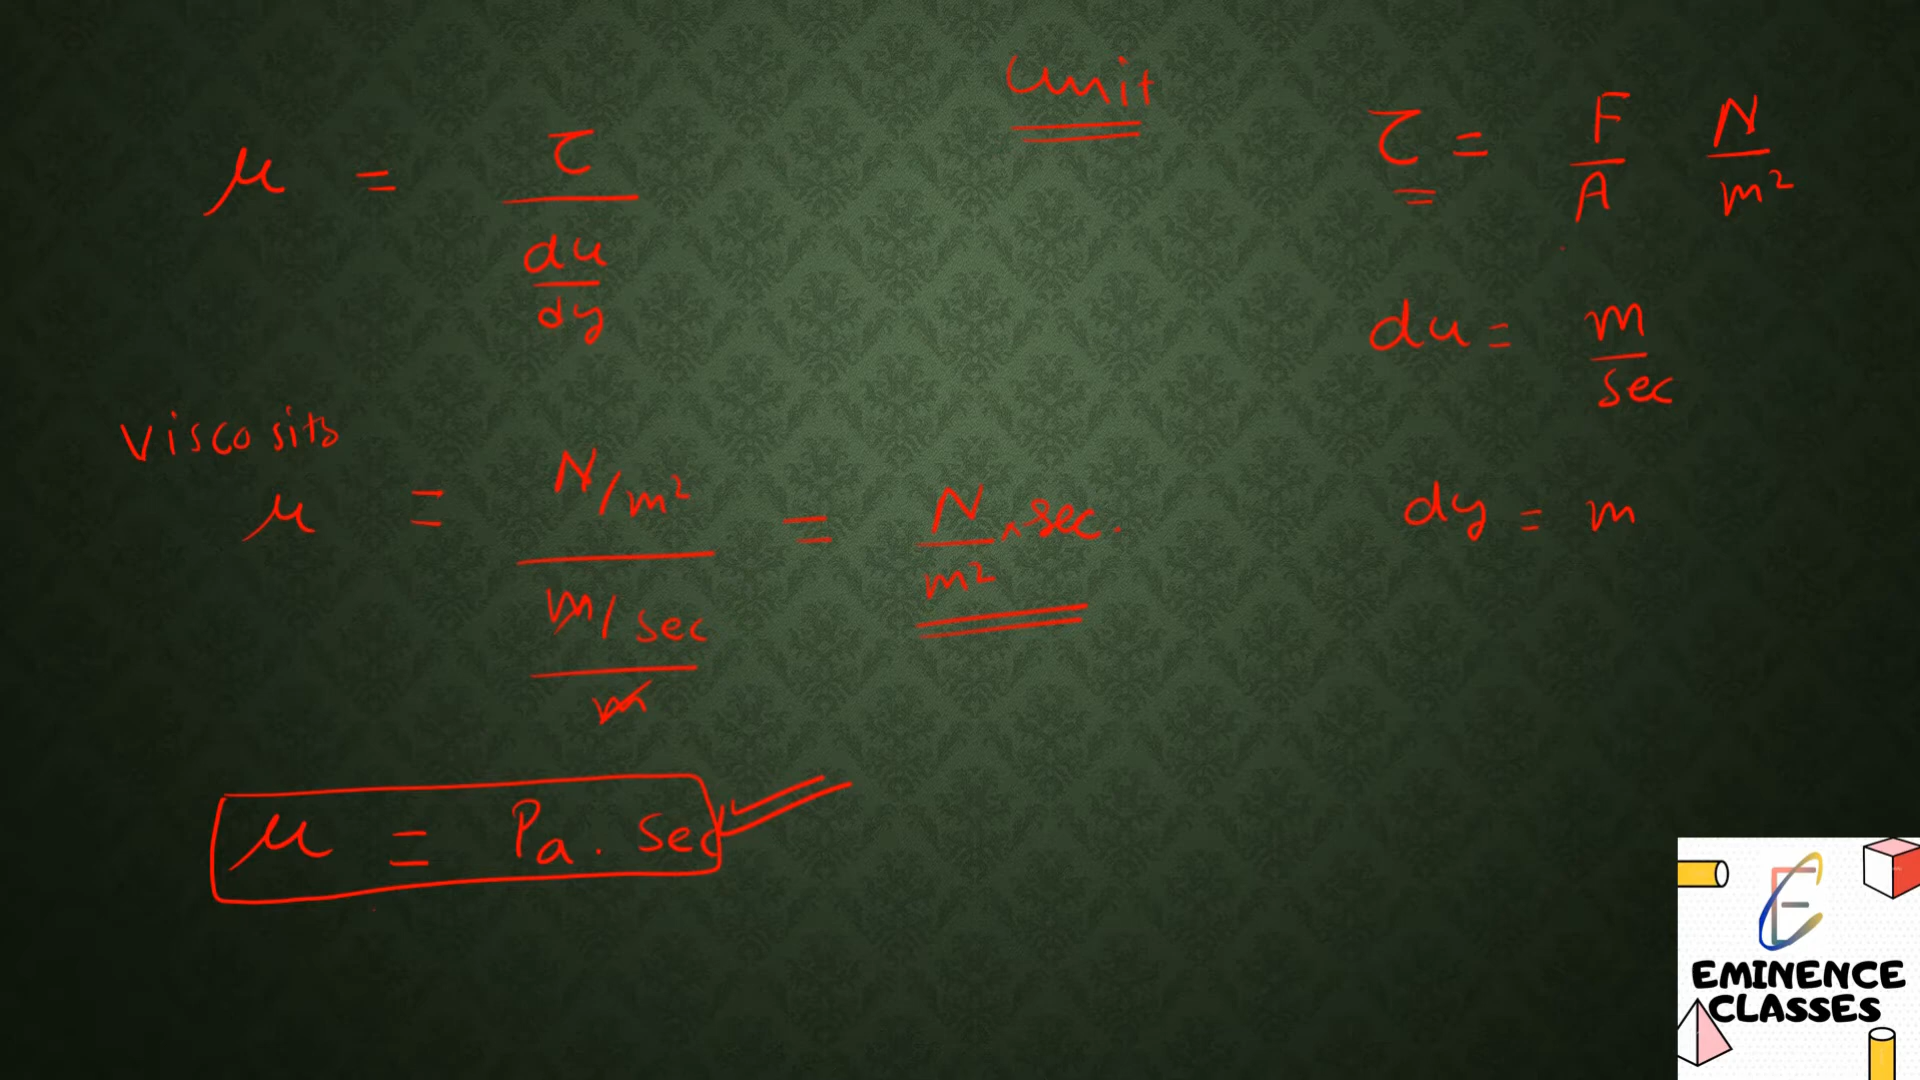 Unit
μ = τ / (du/dy)
τ = F/A N/m²
du = m/sec
Viscosity
μ = (N/m²) / ((m/sec)/m) = N/m² . sec.
dy = m
μ = Pa . Sec
EMINENCE
CLASSES